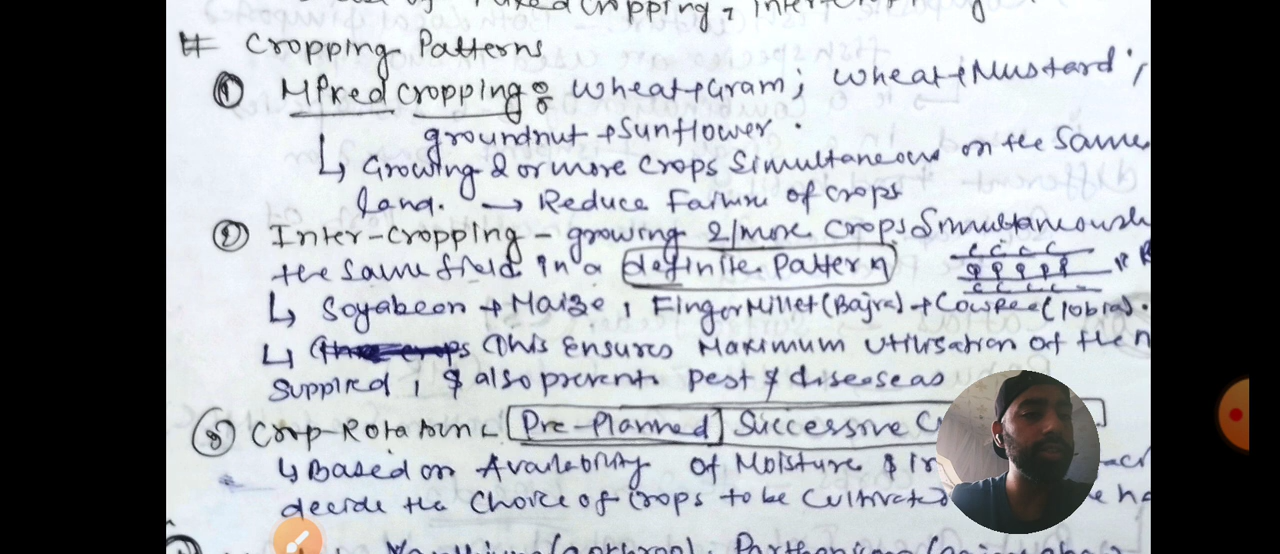 # Cropping Patterns
① Mixed cropping : Wheat + Gram ; Wheat + Mustard ;
groundnut + Sunflower .
↳ Growing 2 or more crops Simultaneous on the Same
land. → Reduce Failure of crops
② Inter-cropping - growing 2/more crops Simultaneously
the same field in a definite Pattern
↳ Soyabean + Maize , Finger Millet (Bajra) + Cowpea (lobia).
↳ This ensures Maximum utilisation of the
supplied , & also prevents pest & diseaseas
③ Crop-Rotation - Pre-Planned Successive
↳ Based on Availability of Moisture &
decide the choice of crops to be cultivated